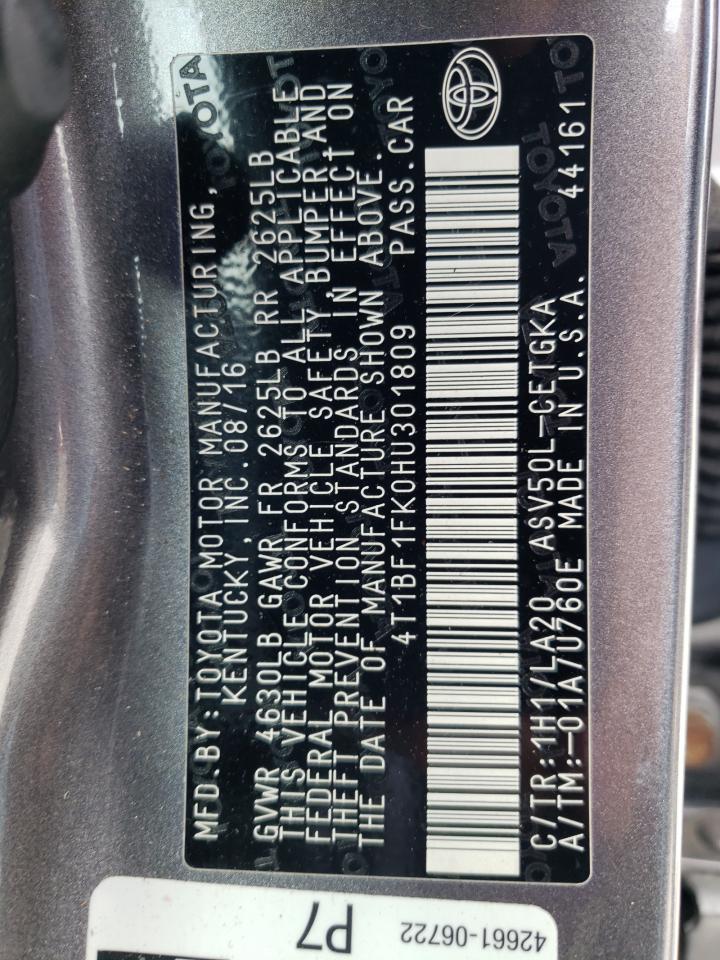 MFD.BY:TOYOTA MOTOR MANUFACTURING,
KENTUCKY,INC.08/16
GVWR 4630LB GAWR FR 2625LB RR 2625LB
THIS VEHICLE CONFORMS TO ALL APPLICABLE
FEDERAL MOTOR VEHICLE SAFETY,BUMPER,AND
THEFT PREVENTION STANDARDS IN EFFECT ON
THE DATE OF MANUFACTURE SHOWN ABOVE.
4T1BF1FK0HU301809 PASS.CAR
C/TR:1H1/LA20 ASV50L-CETGKA
A/TM:-01A/U760E MADE IN U.S.A. 44161
TOYOTA
P7
42661-06722